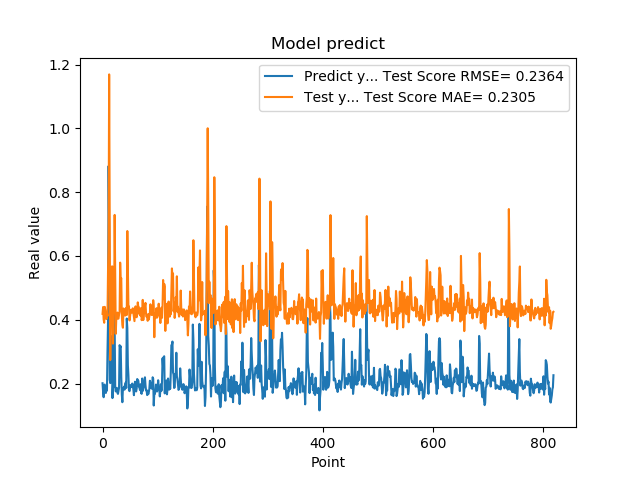 Model predict
Predict y... Test Score RMSE= 0.2364
Test y... Test Score MAE= 0.2305
Real value
1.2
1.0
0.8
0.6
0.4
0.2
0
200
400
600
800
Point